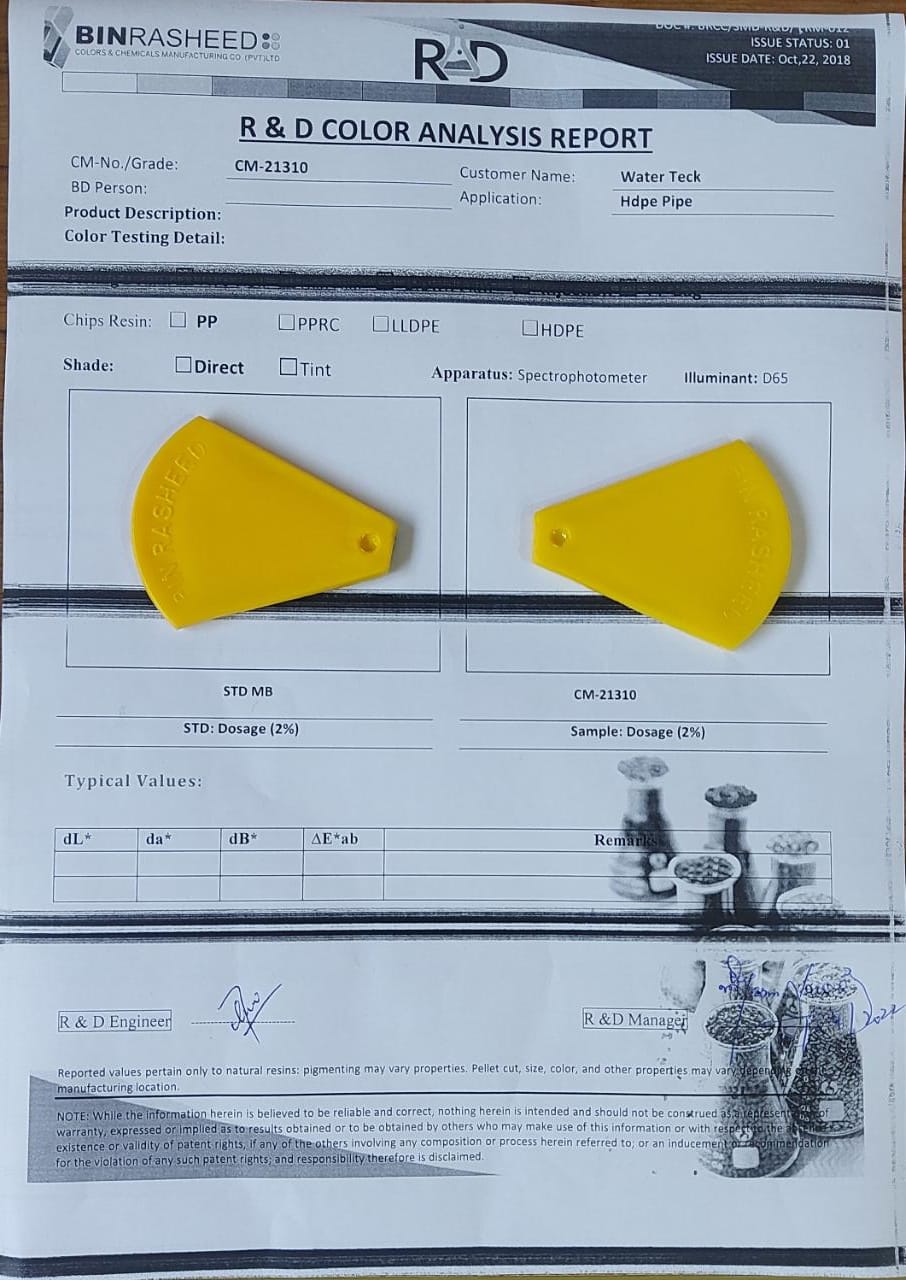 BINRASHEED
COLORS & CHEMICALS MANUFACTURING CO (PVT)LTD
R&D
ISSUE STATUS: 01
ISSUE DATE: Oct,22, 2018
R & D COLOR ANALYSIS REPORT
CM-No./Grade: CM-21310 Customer Name: Water Teck
BD Person: Application: Hdpe Pipe
Product Description:
Color Testing Detail:
Chips Resin: PP PPRC LLDPE HDPE
Shade: Direct Tint Apparatus: Spectrophotometer Illuminant: D65
BIN RASHEED BIN RASHEED
STD MB CM-21310
STD: Dosage (2%) Sample: Dosage (2%)
Typical Values:
dL* da* dB* ΔE*ab Remarks
R & D Engineer R &D Manager
2022
Reported values pertain only to natural resins: pigmenting may vary properties. Pellet cut, size, color, and other properties may vary depending on the
manufacturing location.
NOTE: While the information herein is believed to be reliable and correct, nothing herein is intended and should not be construed as a representation of
warranty, expressed or implied as to results obtained or to be obtained by others who may make use of this information or with respect to the absence
existence or validity of patent rights, if any of the others involving any composition or process herein referred to; or an inducement or recommendation
for the violation of any such patent rights; and responsibility therefore is disclaimed.